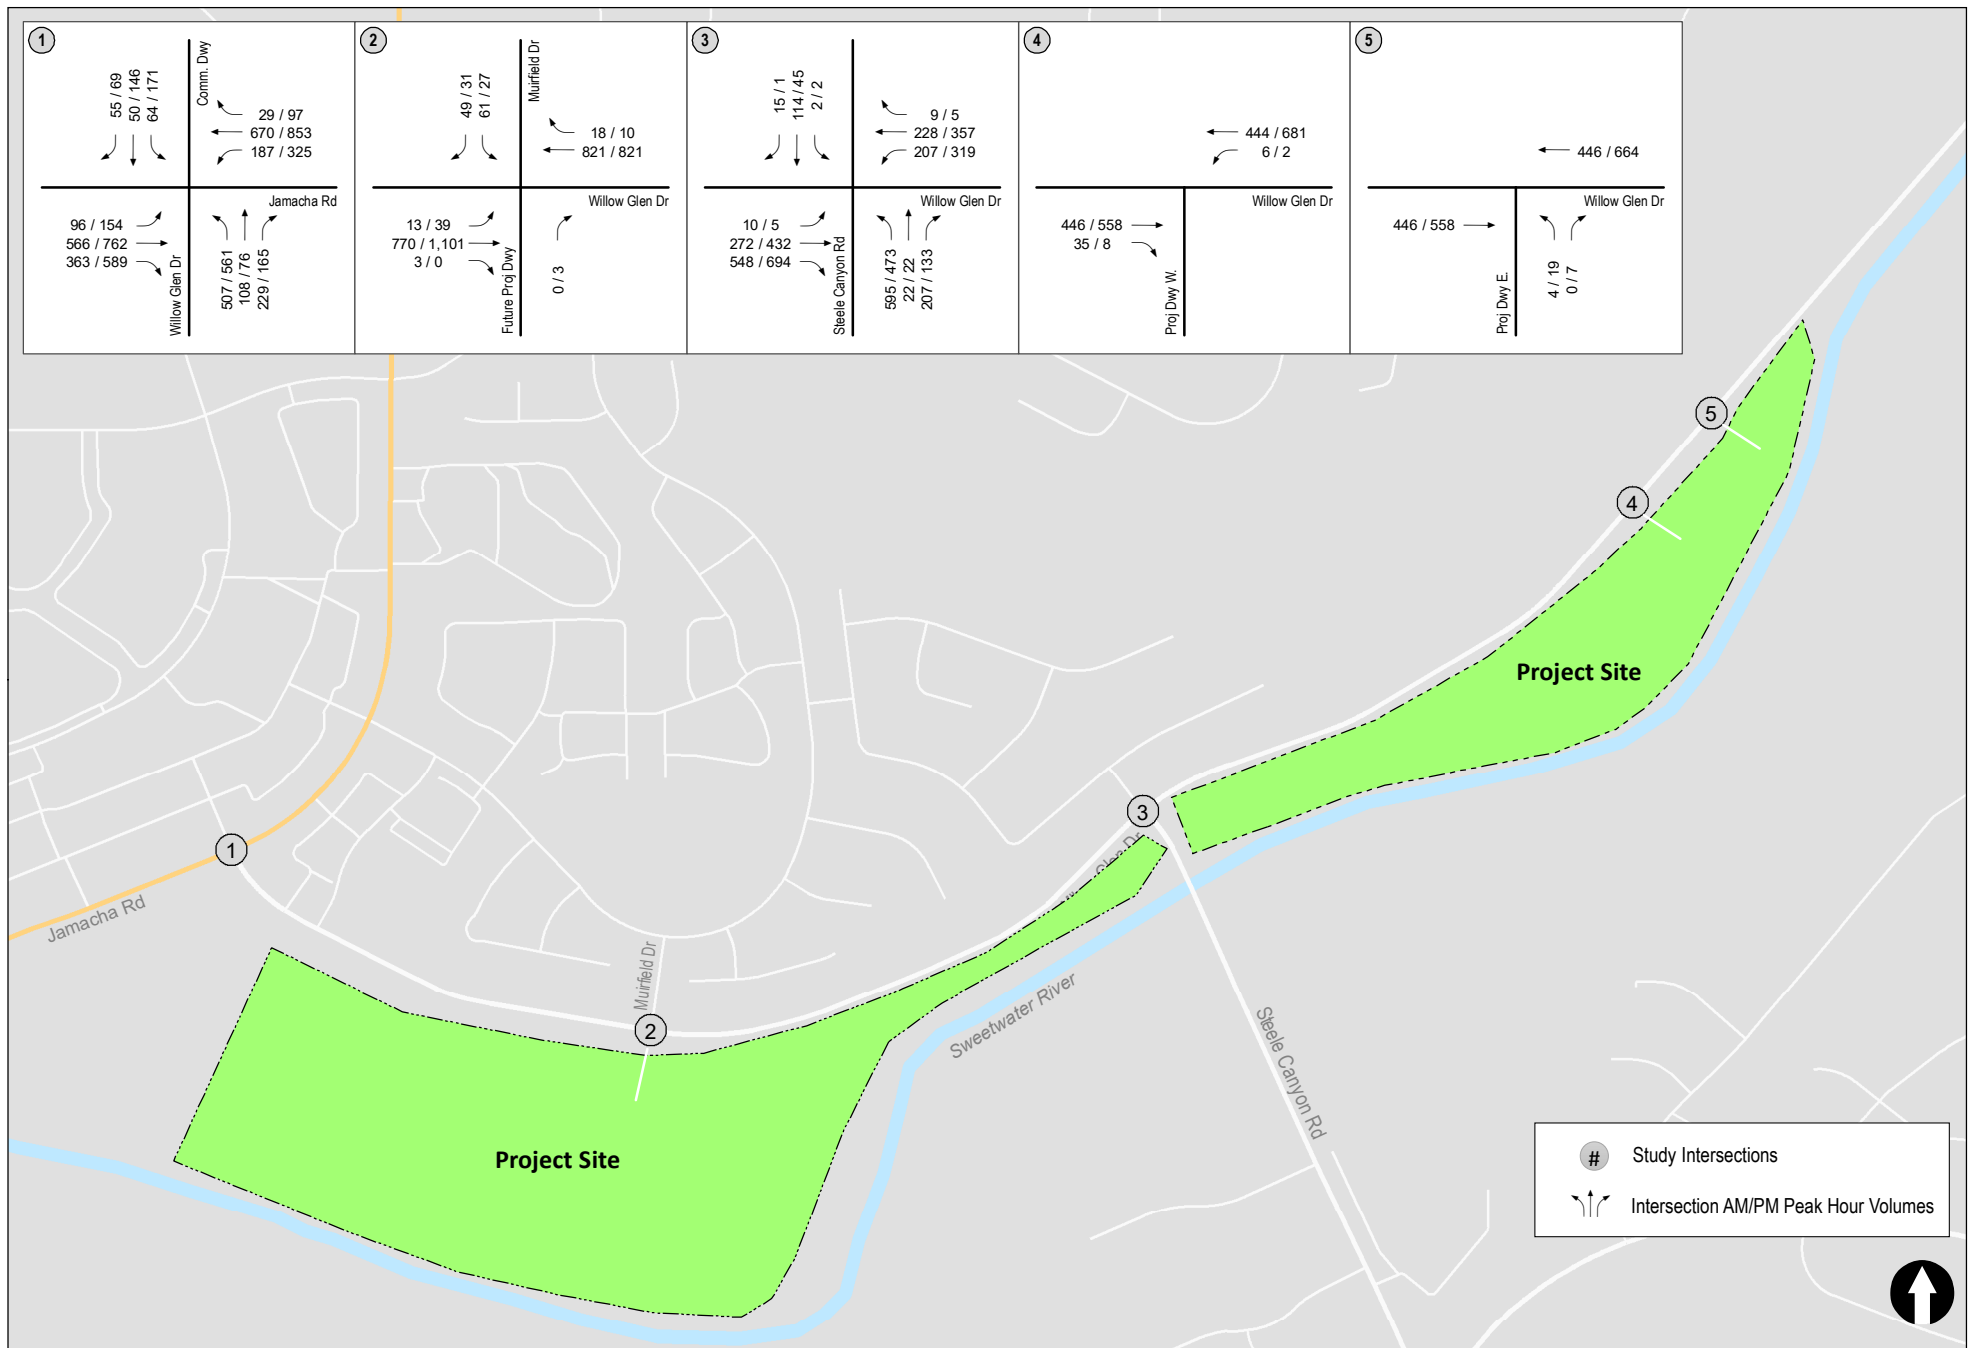 1
Comm. Dwy
55 / 69
50 / 146
64 / 171
29 / 97
670 / 853
187 / 325
Jamacha Rd
96 / 154
566 / 762
363 / 589
Willow Glen Dr
507 / 561
108 / 76
229 / 165
2
Muirfield Dr
49 / 31
61 / 27
18 / 10
821 / 821
Willow Glen Dr
13 / 39
770 / 1,101
3 / 0
Future Proj Dwy
0 / 3
3
15 / 1
114 / 45
2 / 2
9 / 5
228 / 357
207 / 319
Willow Glen Dr
10 / 5
272 / 432
548 / 694
Steele Canyon Rd
595 / 473
22 / 22
207 / 133
4
444 / 681
6 / 2
Willow Glen Dr
446 / 558
35 / 8
Proj Dwy W.
5
446 / 664
Willow Glen Dr
446 / 558
Proj Dwy E.
4 / 19
0 / 7
5
4
Project Site
3
Glen Dr
1
Jamacha Rd
Muirfield Dr
2
Sweetwater River
Steele Canyon Rd
Project Site
# Study Intersections
Intersection AM/PM Peak Hour Volumes